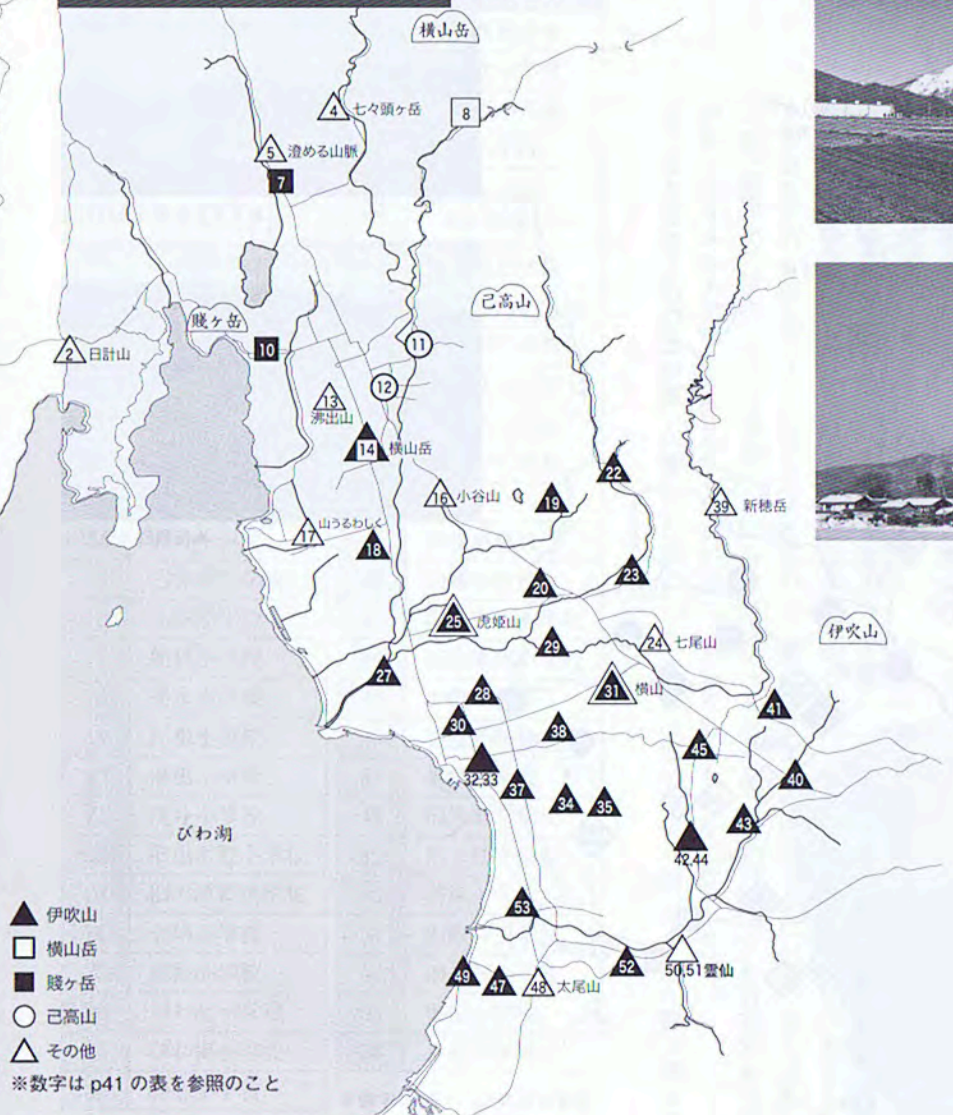 横山岳
4 七々頭ヶ岳
8
5 澄める山脈
7
己高山
賤ヶ岳
2 日計山
10
11
12
13
沸出山
14 横山岳
22
16 小谷山
19
39 新穂岳
17 山うるわしく
18
20
23
25 虎姫山
伊吹山
29
24 七尾山
27
28
31 横山
41
30
38
45
32,33
37
34
35
40
びわ湖
43
42,44
53
伊吹山
横山岳
賤ヶ岳
己高山
その他
49
47
48 太尾山
52
50,51 霊仙
※数字は p41 の表を参照のこと